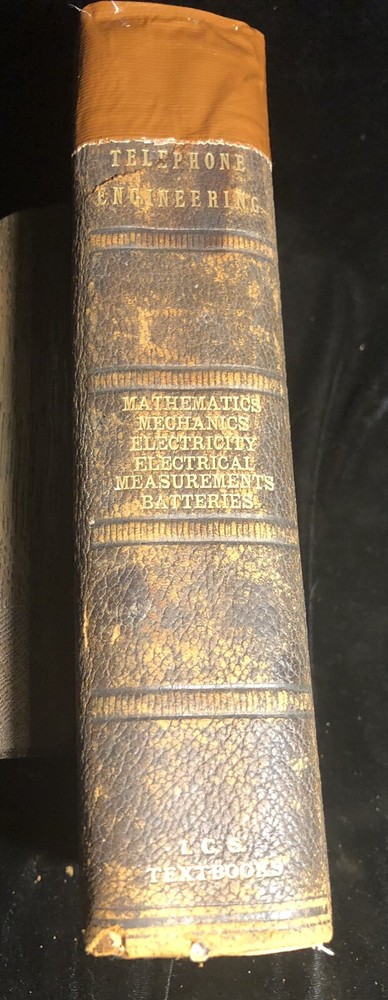 TELEPHONE
ENGINEERING
MATHEMATICS
MECHANICS
ELECTRICITY
ELECTRICAL
MEASUREMENTS
BATTERIES
I. C. S.
TEXTBOOKS